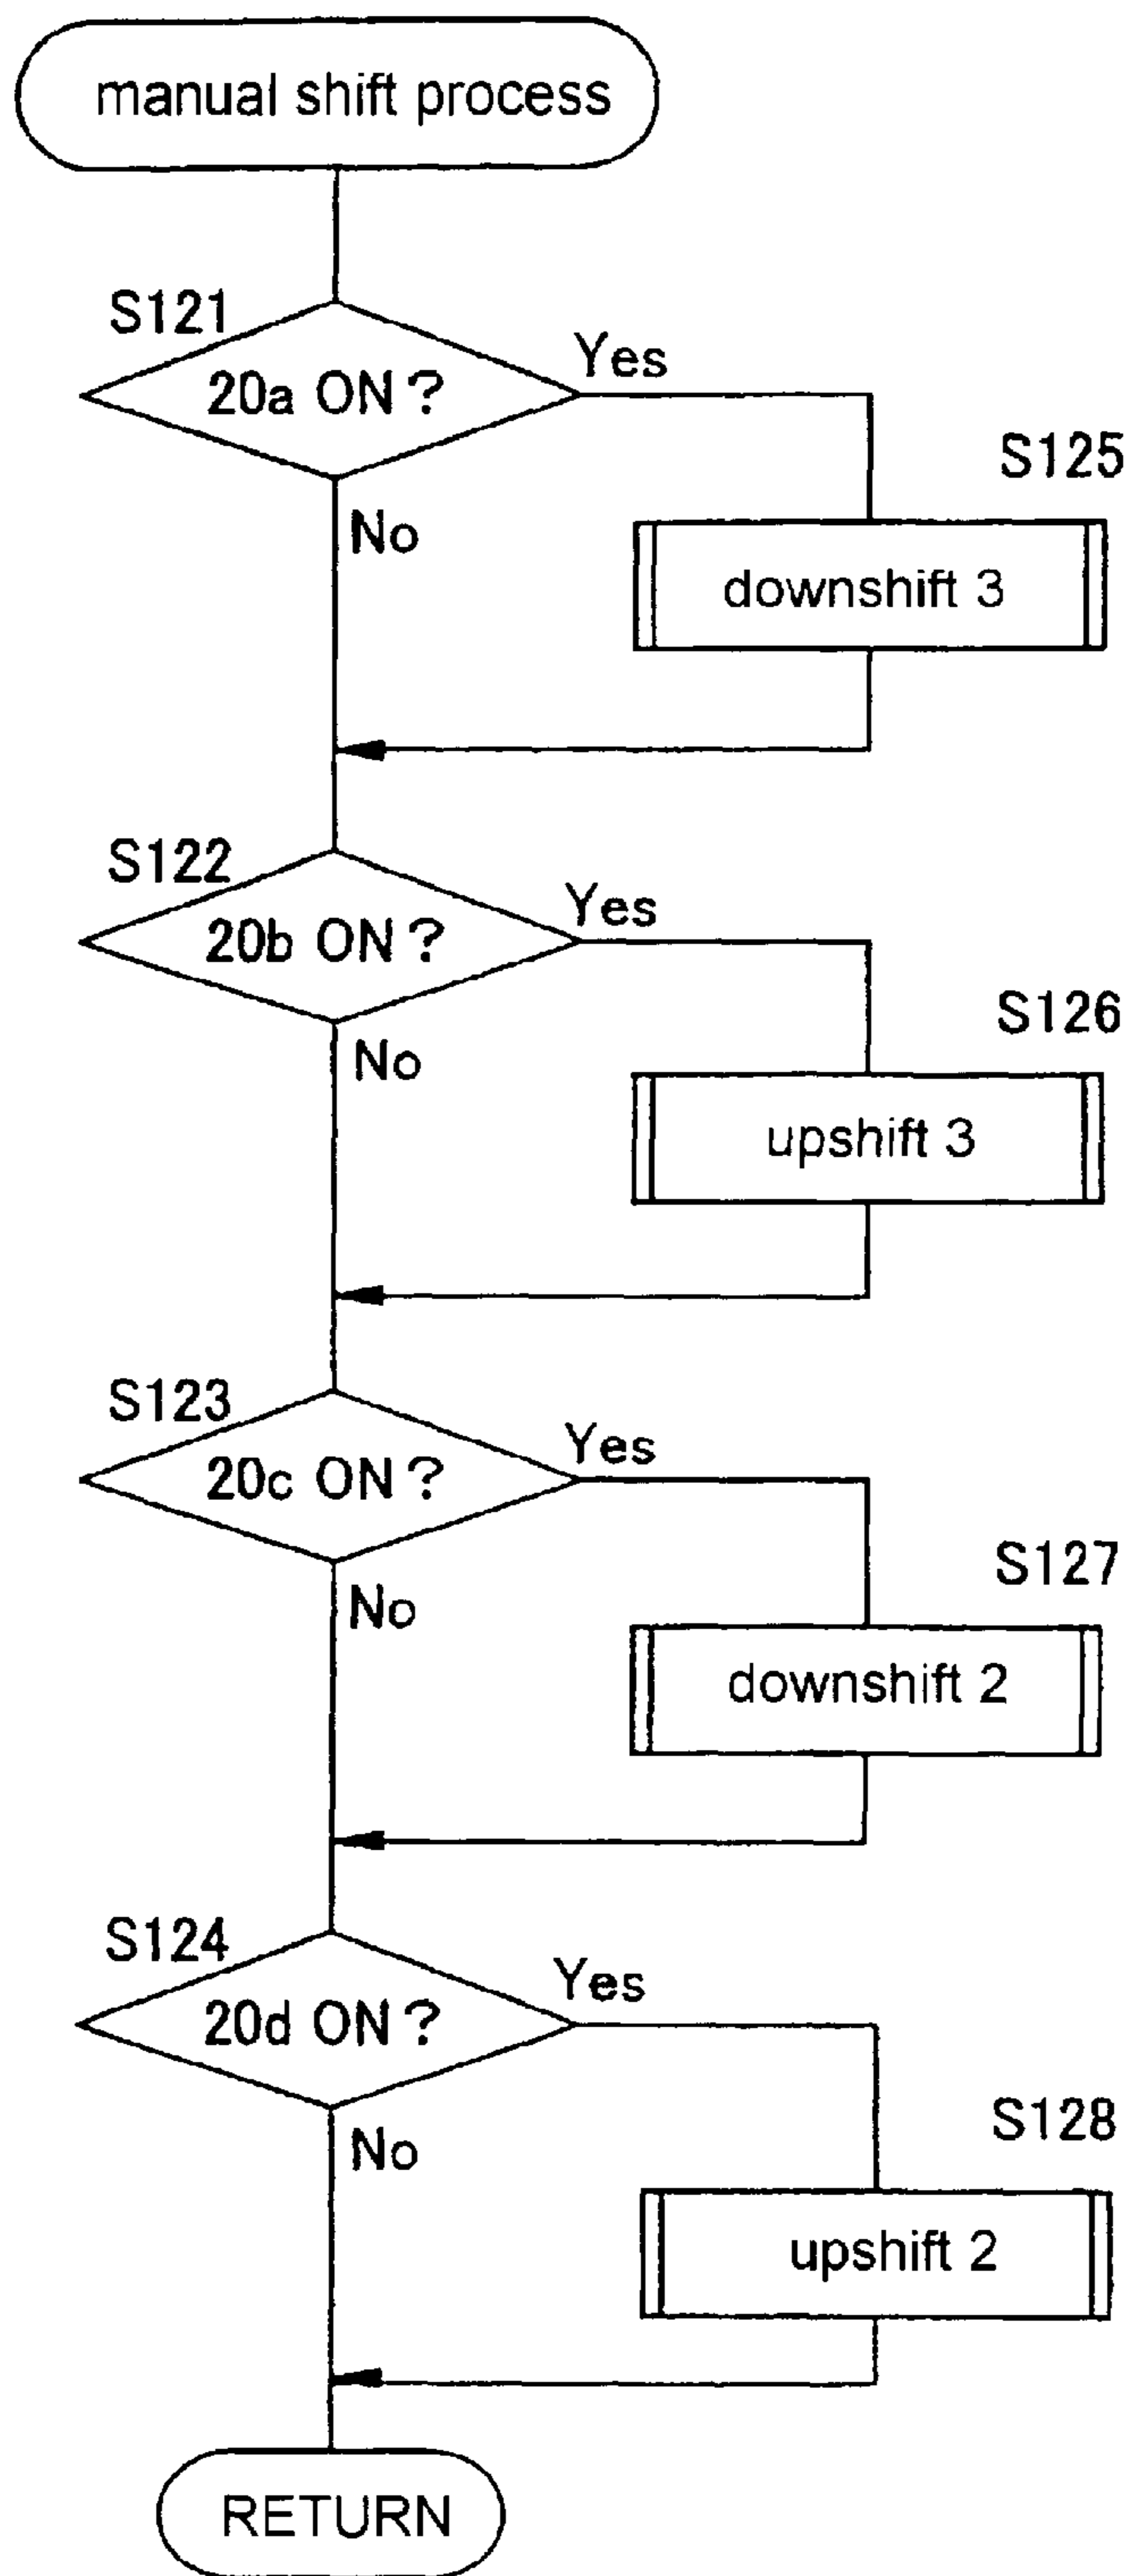 manual shift process
S121
20a ON?
Yes
No
S125
downshift 3
S122
20b ON?
Yes
No
S126
upshift 3
S123
20c ON?
Yes
No
S127
downshift 2
S124
20d ON?
Yes
No
S128
upshift 2
RETURN